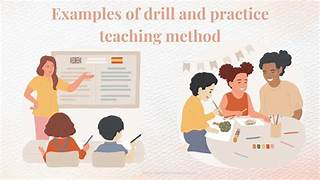 Examples of drill and practice
teaching method